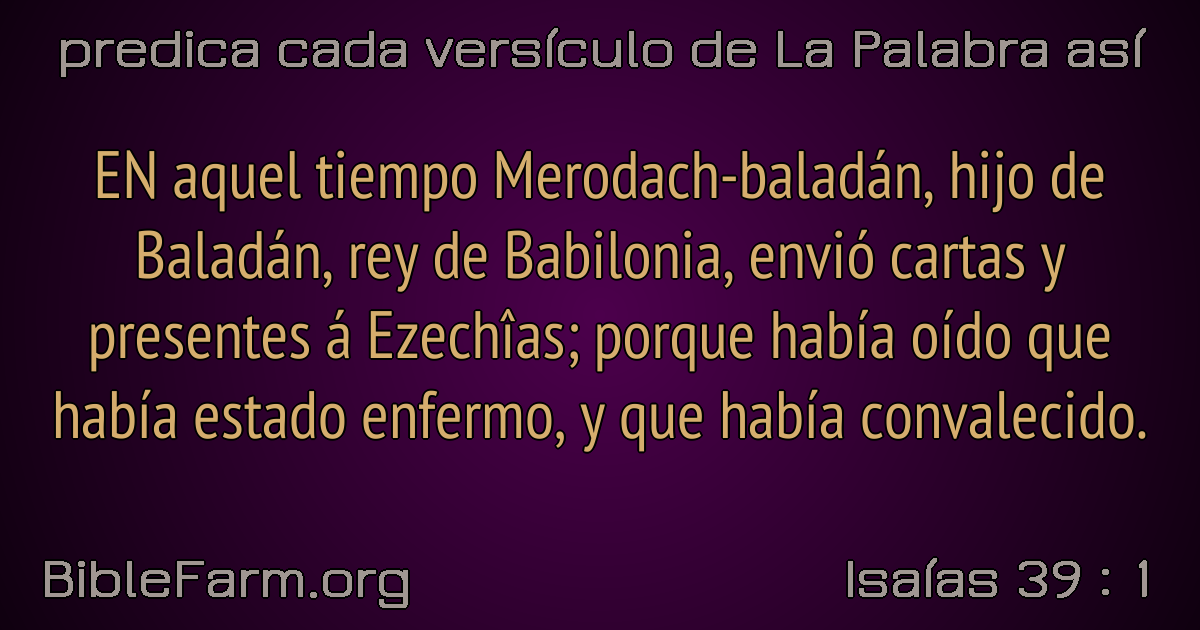 predica cada versículo de La Palabra así
EN aquel tiempo Merodach-baladán, hijo de
Baladán, rey de Babilonia, envió cartas y
presentes á Ezechîas; porque había oído que
había estado enfermo, y que había convalecido.
BibleFarm.org
Isaías 39 : 1